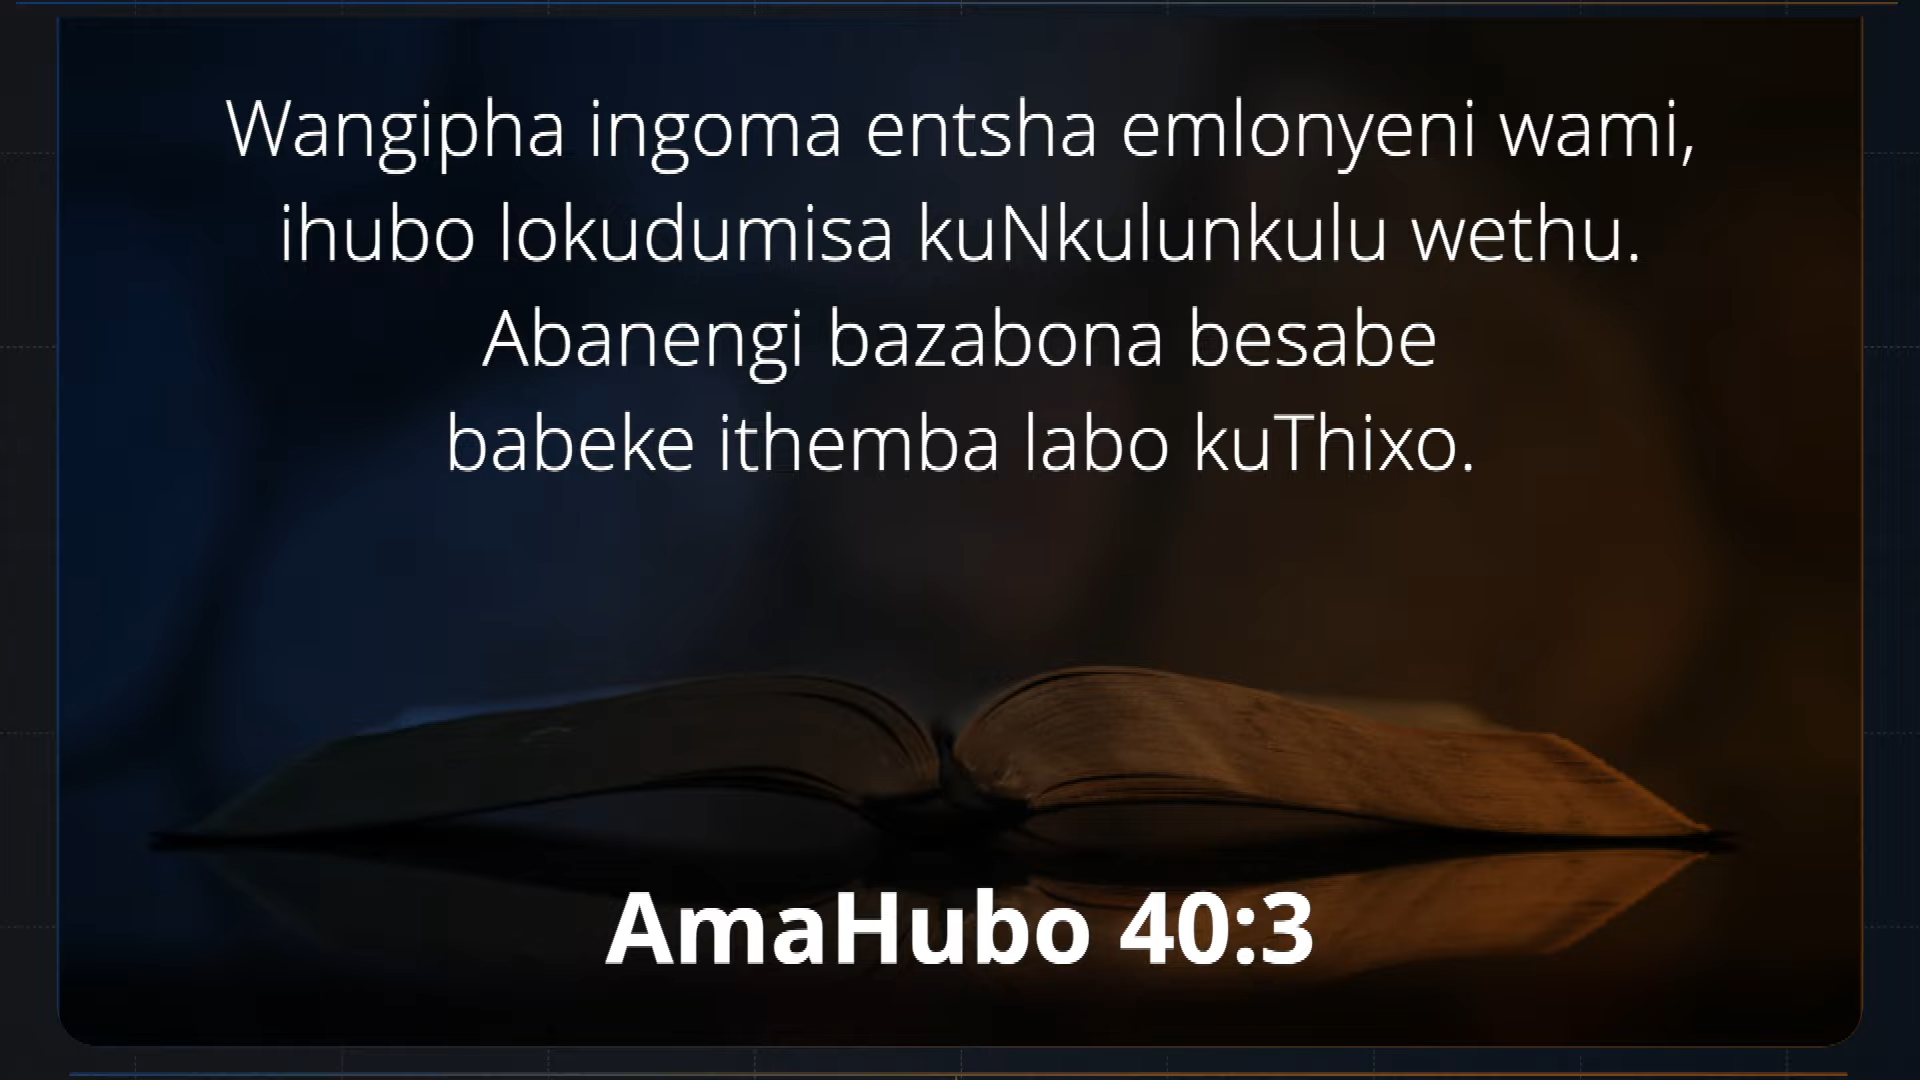 Wangipha ingoma entsha emlonyeni wami,
ihubo lokudumisa kuNkulunkulu wethu.
Abanengi bazabona besabe
babeke ithemba labo kuThixo.
AmaHubo 40:3